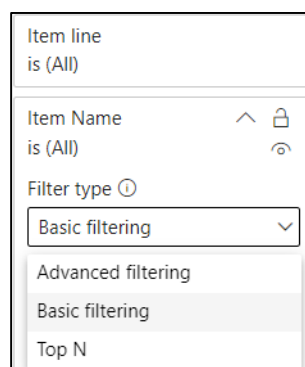 Item line
is (All)
Item Name
is (All)
Filter type
Basic filtering
Advanced filtering
Basic filtering
Top N